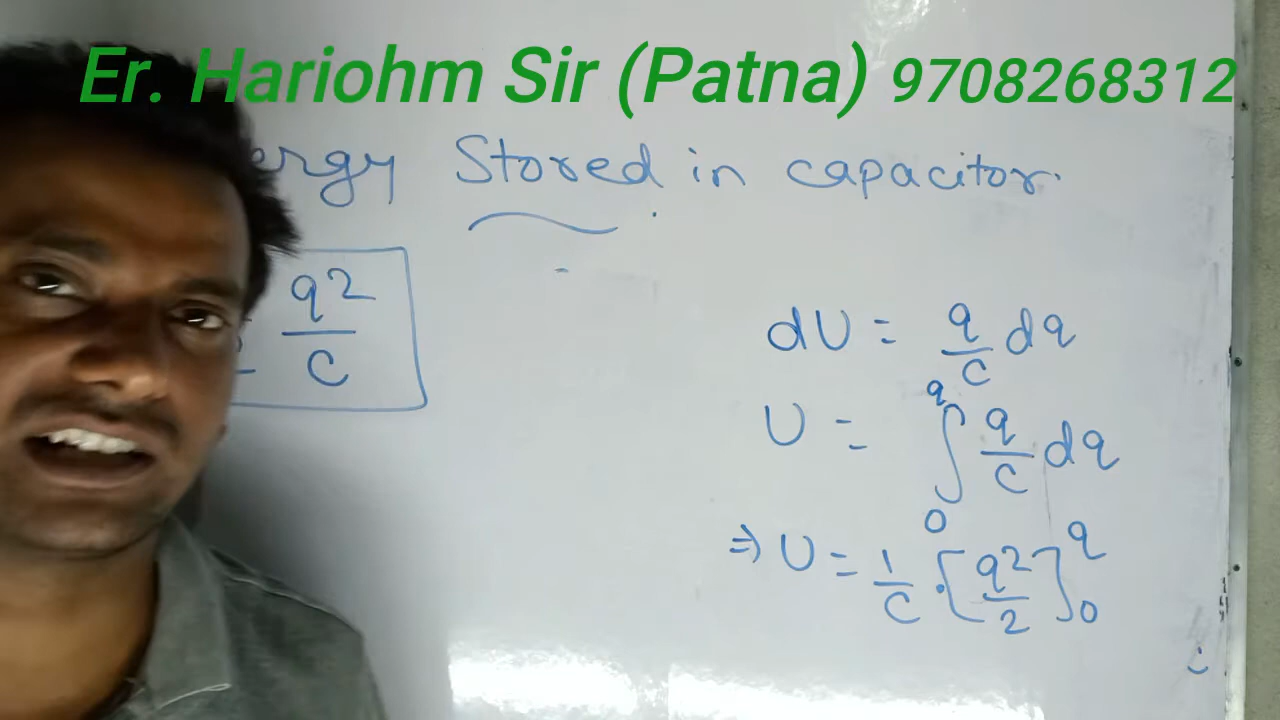 Er. Hariohm Sir (Patna) 9708268312
ergy Stored in capacitor.
= q²/C
dU = q/C dq
U = ∫₀^q q/C dq
⇒ U = 1/C · [q²/2]₀^q